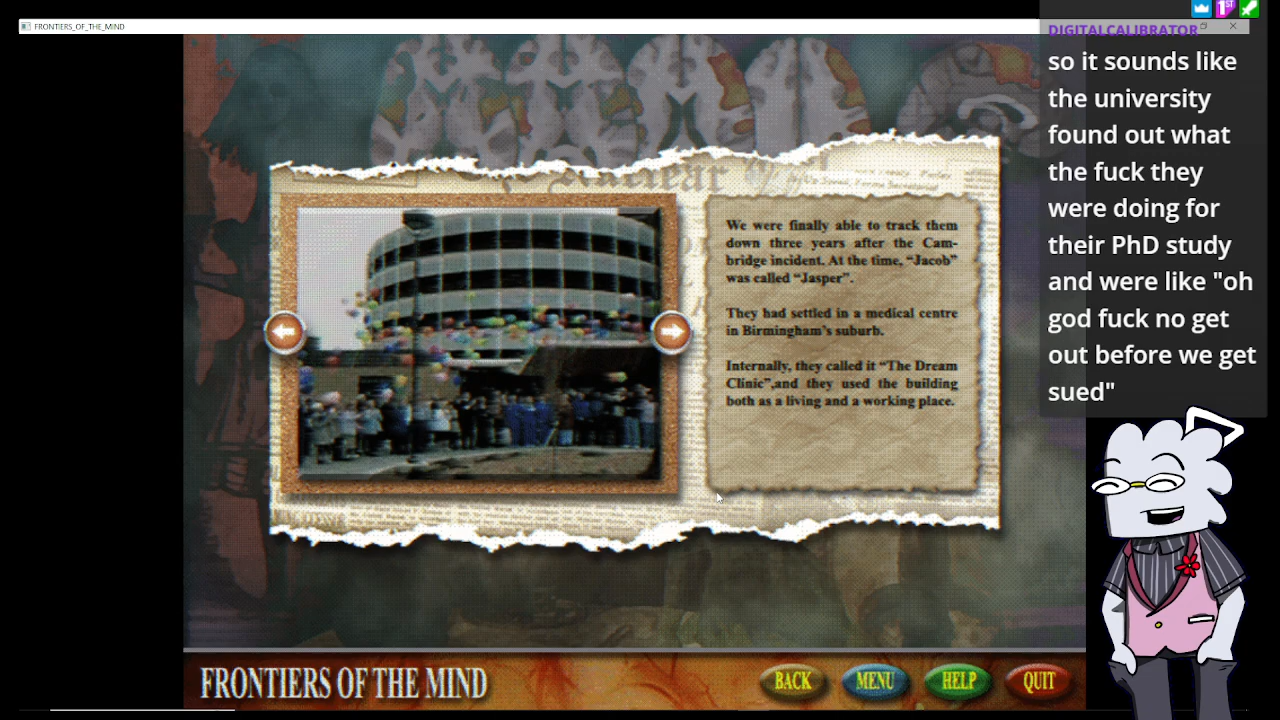 FRONTIERS_OF_THE_MIND
1ST
DIGITALCALIBRATOR
so it sounds like
the university
found out what
the fuck they
were doing for
their PhD study
and were like "oh
god fuck no get
out before we get
sued"
Nuclear
We were finally able to track them
down three years after the Cam-
bridge incident. At the time, “Jacob”
was called “Jasper”.
They had settled in a medical centre
in Birmingham’s suburb.
Internally, they called it “The Dream
Clinic”,and they used the building
both as a living and a working place.
FRONTIERS OF THE MIND
BACK
MENU
HELP
QUIT